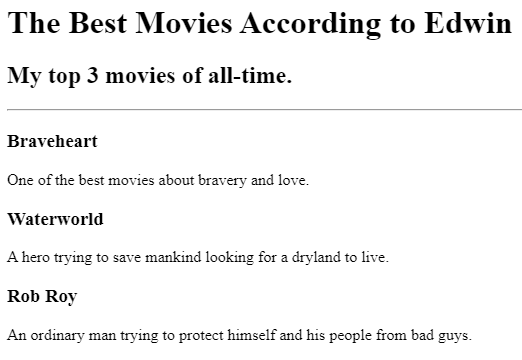 The Best Movies According to Edwin
My top 3 movies of all-time.
Braveheart
One of the best movies about bravery and love.
Waterworld
A hero trying to save mankind looking for a dryland to live.
Rob Roy
An ordinary man trying to protect himself and his people from bad guys.